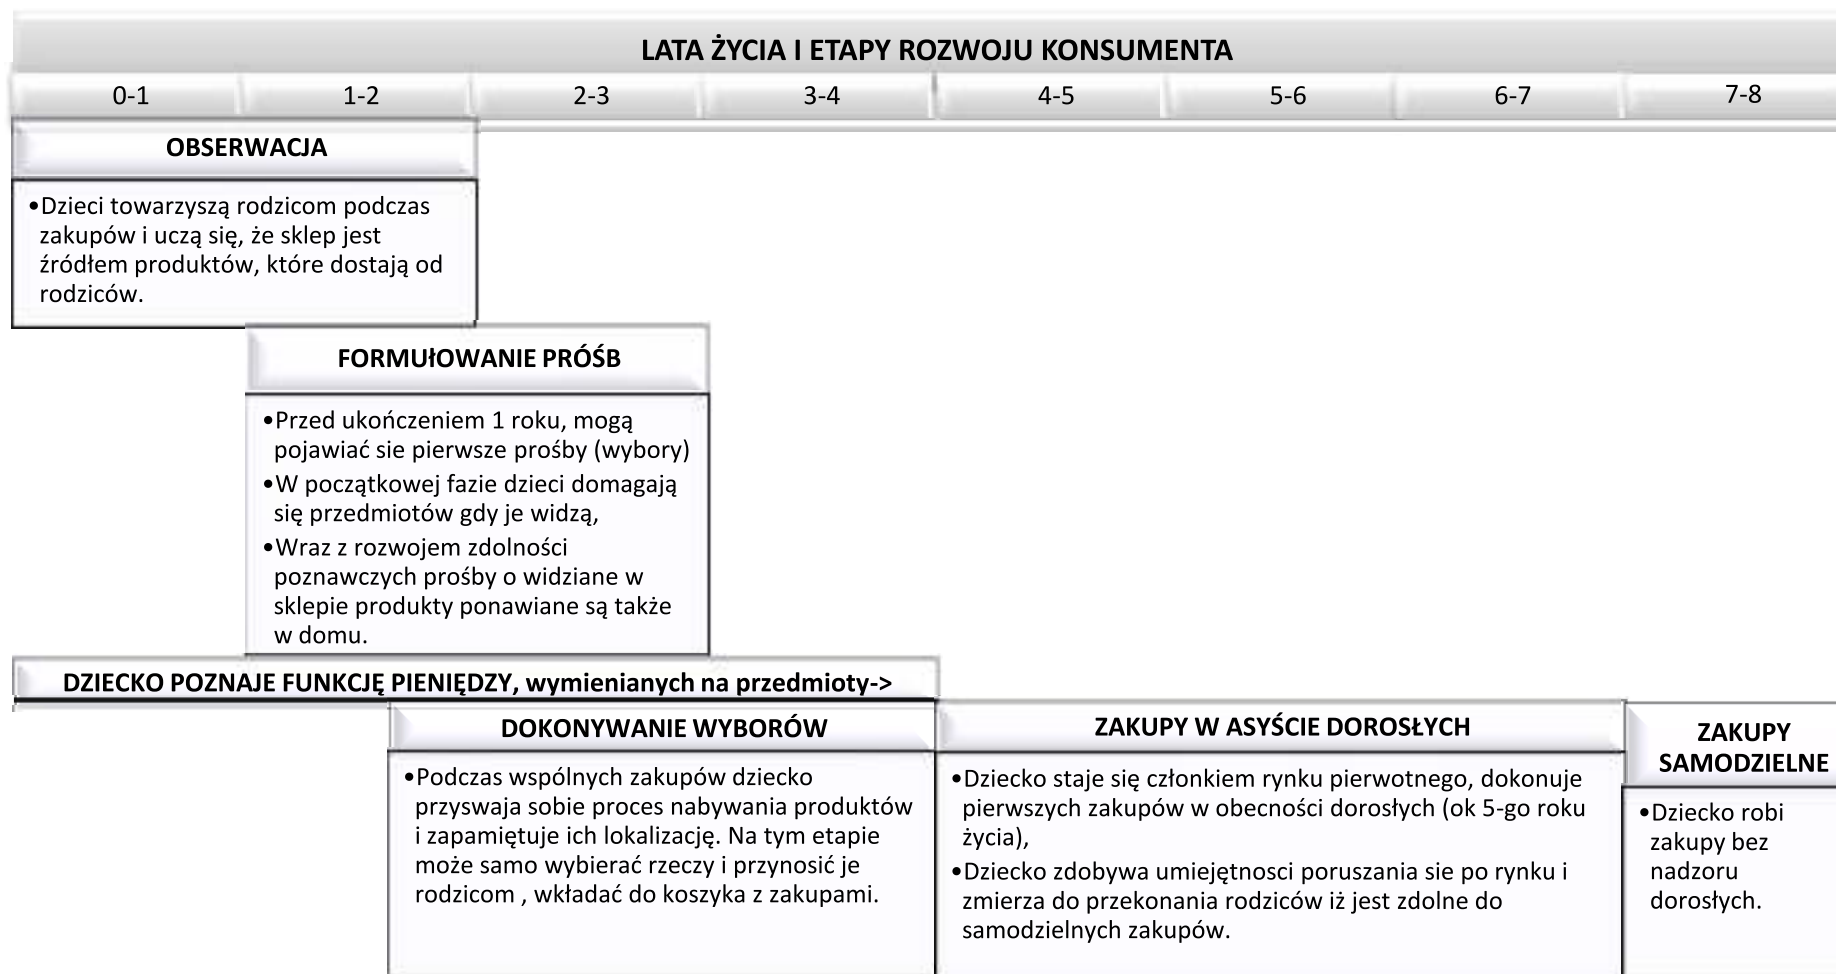 LATA ŻYCIA I ETAPY ROZWOJU KONSUMENTA
0-1 1-2 2-3 3-4 4-5 5-6 6-7 7-8
OBSERWACJA
•Dzieci towarzyszą rodzicom podczas
zakupów i uczą się, że sklep jest
źródłem produktów, które dostają od
rodziców.
FORMUłOWANIE PRÓŚB
•Przed ukończeniem 1 roku, mogą
pojawiać sie pierwsze prośby (wybory)
•W początkowej fazie dzieci domagają
się przedmiotów gdy je widzą,
•Wraz z rozwojem zdolności
poznawczych prośby o widziane w
sklepie produkty ponawiane są także
w domu.
DZIECKO POZNAJE FUNKCJĘ PIENIĘDZY, wymienianych na przedmioty->
DOKONYWANIE WYBORÓW
•Podczas wspólnych zakupów dziecko
przyswaja sobie proces nabywania produktów
i zapamiętuje ich lokalizację. Na tym etapie
może samo wybierać rzeczy i przynosić je
rodzicom , wkładać do koszyka z zakupami.
ZAKUPY W ASYŚCIE DOROSŁYCH
•Dziecko staje się członkiem rynku pierwotnego, dokonuje
pierwszych zakupów w obecności dorosłych (ok 5-go roku
życia),
•Dziecko zdobywa umiejętnosci poruszania sie po rynku i
zmierza do przekonania rodziców iż jest zdolne do
samodzielnych zakupów.
ZAKUPY
SAMODZIELNE
•Dziecko robi
zakupy bez
nadzoru
dorosłych.